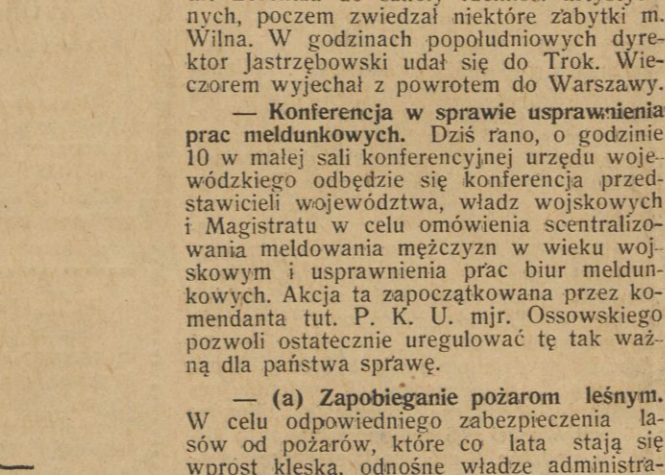 nych, poczem zwiedzał niektóre zabytki m.
Wilna. W godzinach popołudniowych dyre-
ktor Jastrzębowski udał się do Trok. Wie-
czorem wyjechał z powrotem do Warszawy.
— Konferencja w sprawie usprawnienia
prac meldunkowych. Dziś rano, o godzinie
10 w małej sali konferencyjnej urzędu woje-
wódzkiego odbędzie się konferencja przed-
stawicieli województwa, władz wojskowych
i Magistratu w celu omówienia scentralizo-
wania meldowania mężczyzn w wieku woj-
skowym i usprawnienia prac biur meldun-
kowych. Akcja ta zapoczątkowana przez ko-
mendanta tut. P. K. U. mjr. Ossowskiego
pozwoli ostatecznie uregulować tę tak waż-
ną dla państwa sprawę.
— (a) Zapobieganie pożarom leśnym.
W celu odpowiedniego zabezpieczenia la-
sów od pożarów, które co lata stają się
wprost klęską, odnośne władze administra-